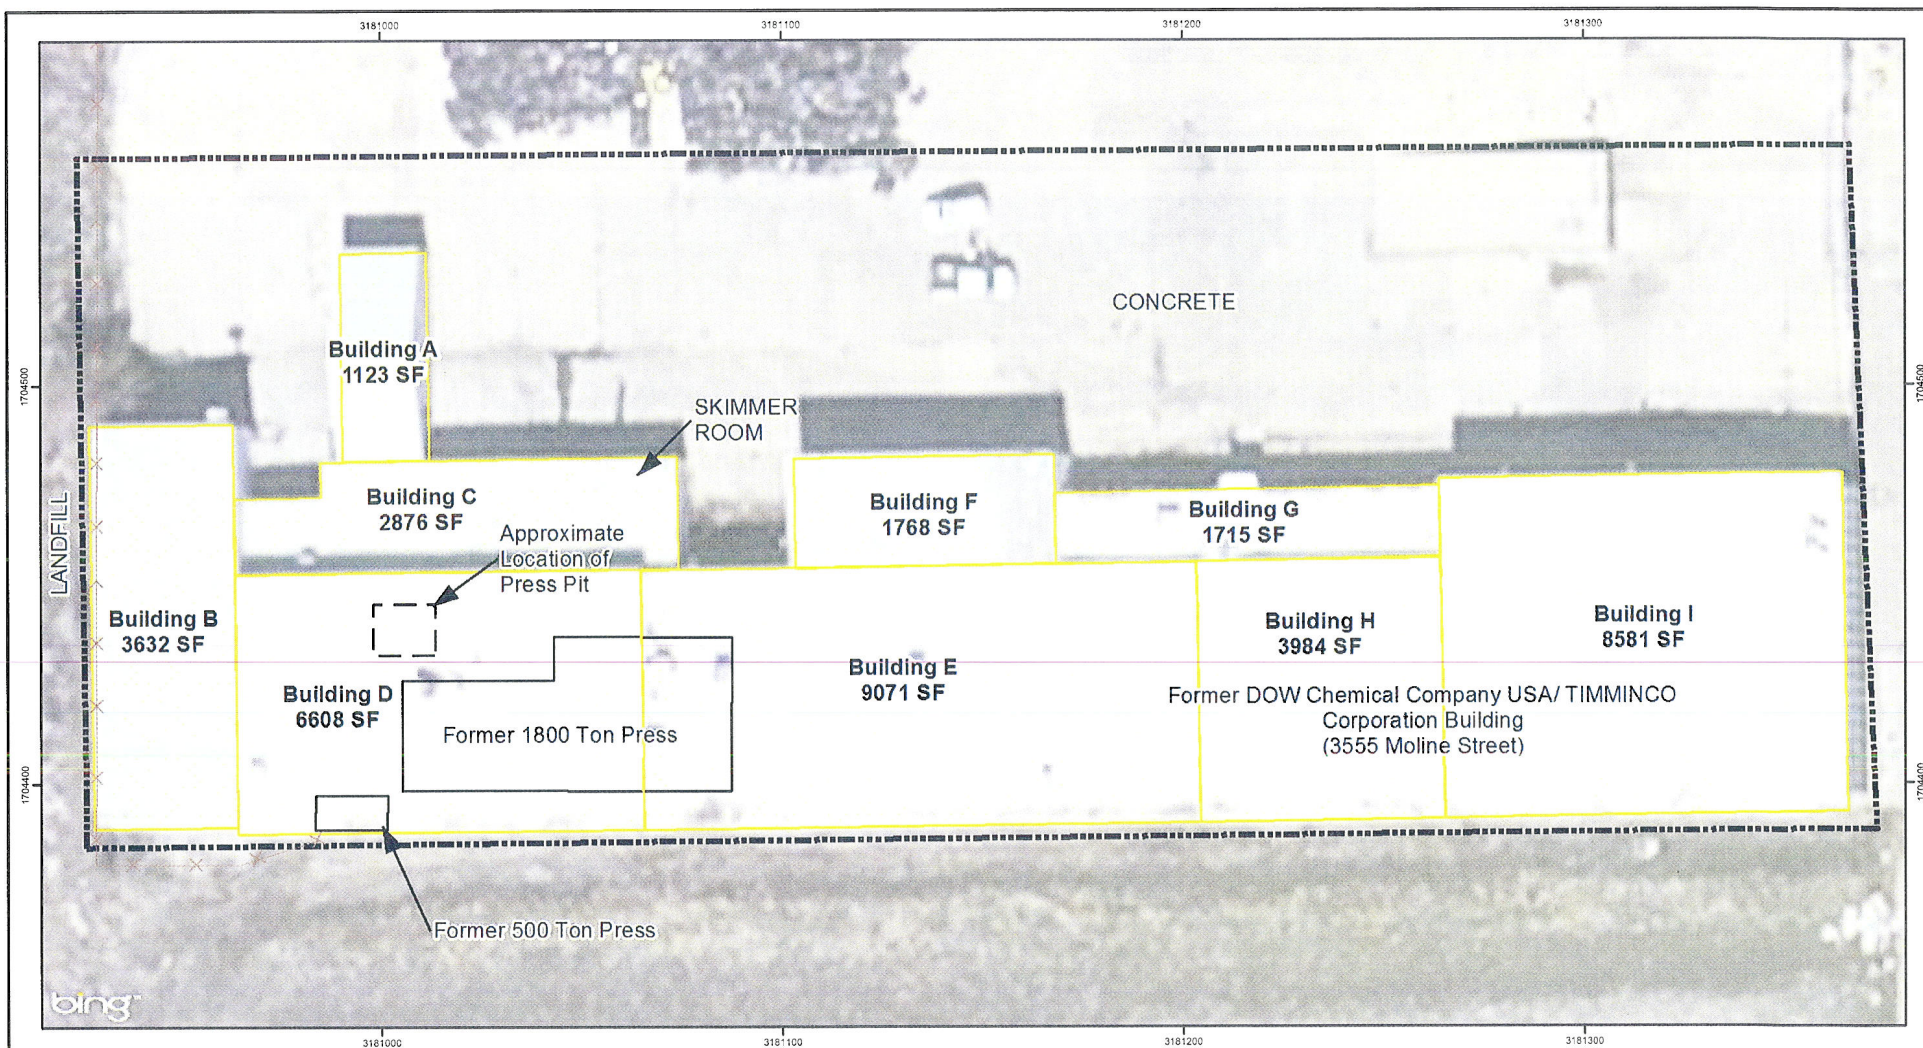 3181000
3181100
3181200
3181300
1704500
1704500
CONCRETE
Building A
1123 SF
SKIMMER
ROOM
Building C
2876 SF
Building F
1768 SF
Building G
1715 SF
Approximate
Location of
Press Pit
LANDFILL
Building B
3632 SF
Building H
3984 SF
Building I
8581 SF
Building E
9071 SF
Building D
6608 SF
Former DOW Chemical Company USA/ TIMMINCO
Corporation Building
(3555 Moline Street)
Former 1800 Ton Press
1704400
1704400
Former 500 Ton Press
bing™
3181000
3181100
3181200
3181300